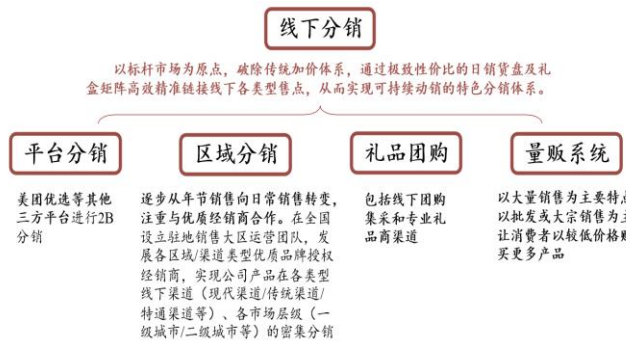 线下分销
以标杆市场为原点，破除传统加价体系，通过极致性价比的日销货盘及礼
盒矩阵高效精准链接线下各类型售点，从而实现可持续动销的特色分销体系。
平台分销
区域分销
礼品团购
量贩系统
美团优选等其他
三方平台进行2B
分销
逐步从年节销售向日常销售转变，
注重与优质经销商合作。在全国
设立驻地销售大区运营团队，发
展各区域/渠道类型优质品牌授权
经销商，实现公司产品在各类型
线下渠道（现代渠道/传统渠道/
特通渠道等）、各市场层级（一
级城市/二级城市等）的密集分销
包括线下团购
集采和专业礼
品商渠道
以大量销售为主要特点
以批发或大宗销售为主
让消费者以较低价格购
买更多产品